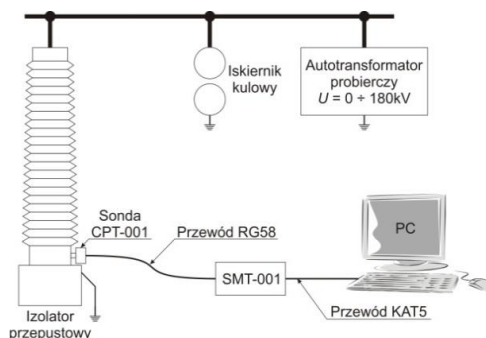 Iskiernik
kulowy
Autotransformator
probierczy
U = 0 ÷ 180kV
Sonda
CPT-001
Przewód RG58
PC
SMT-001
Przewód KAT5
Izolator
przepustowy